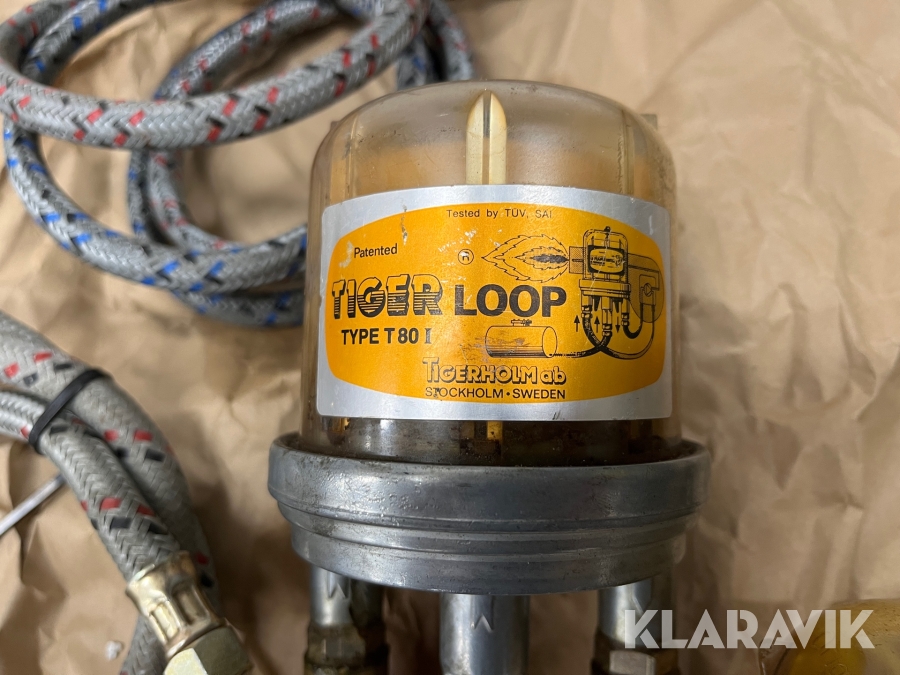 Tested by TÜV, SAI
Patented
®
TIGER LOOP
TYPE T 80 I
TIGERHOLM ab
STOCKHOLM · SWEDEN
KLARAVIK